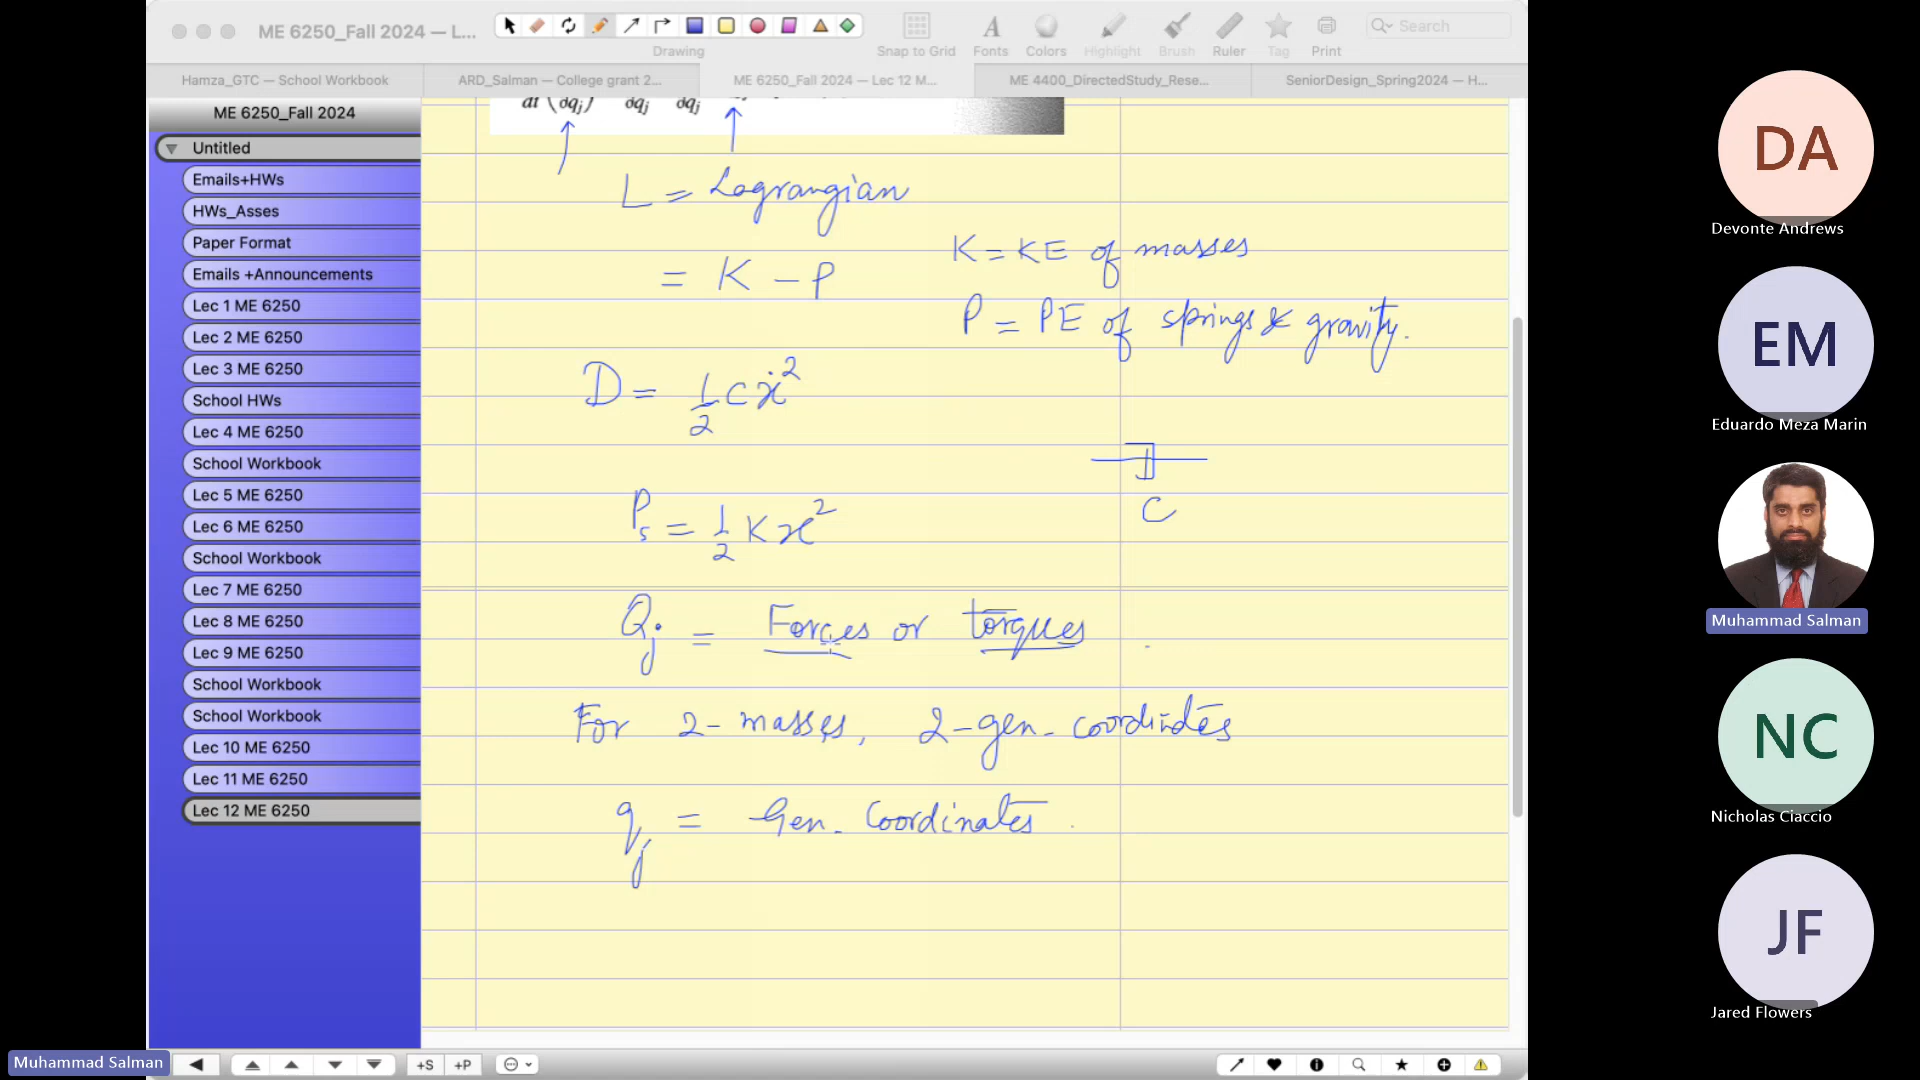 ME 6250_Fall 2024 — L...
Drawing
Snap to Grid
Fonts
Colors
Highlight
Brush
Ruler
Tag
Print
Search
Hamza_GTC — School Workbook
ARD_Salman — College grant 2...
ME 6250_Fall 2024 — Lec 12 M...
ME 4400_DirectedStudy_Rese...
SeniorDesign_Spring2024 — H...
ME 6250_Fall 2024
Untitled
Emails+HWs
HWs_Asses
Paper Format
Emails +Announcements
Lec 1 ME 6250
Lec 2 ME 6250
Lec 3 ME 6250
School HWs
Lec 4 ME 6250
School Workbook
Lec 5 ME 6250
Lec 6 ME 6250
School Workbook
Lec 7 ME 6250
Lec 8 ME 6250
Lec 9 ME 6250
School Workbook
School Workbook
Lec 10 ME 6250
Lec 11 ME 6250
Lec 12 ME 6250
dt (∂q̇j) ∂qj ∂q̇j
L = Lagrangian
= K - P
K = KE of masses
P = PE of springs & gravity.
D = 1/2 c ẋ²
C
Ps = 1/2 K x²
Qj = Forces or torques
For 2-masses, 2-gen. coordintes
qj = Gen. Coordinates
+S
+P
Muhammad Salman
DA
Devonte Andrews
EM
Eduardo Meza Marin
Muhammad Salman
NC
Nicholas Ciaccio
JF
Jared Flowers